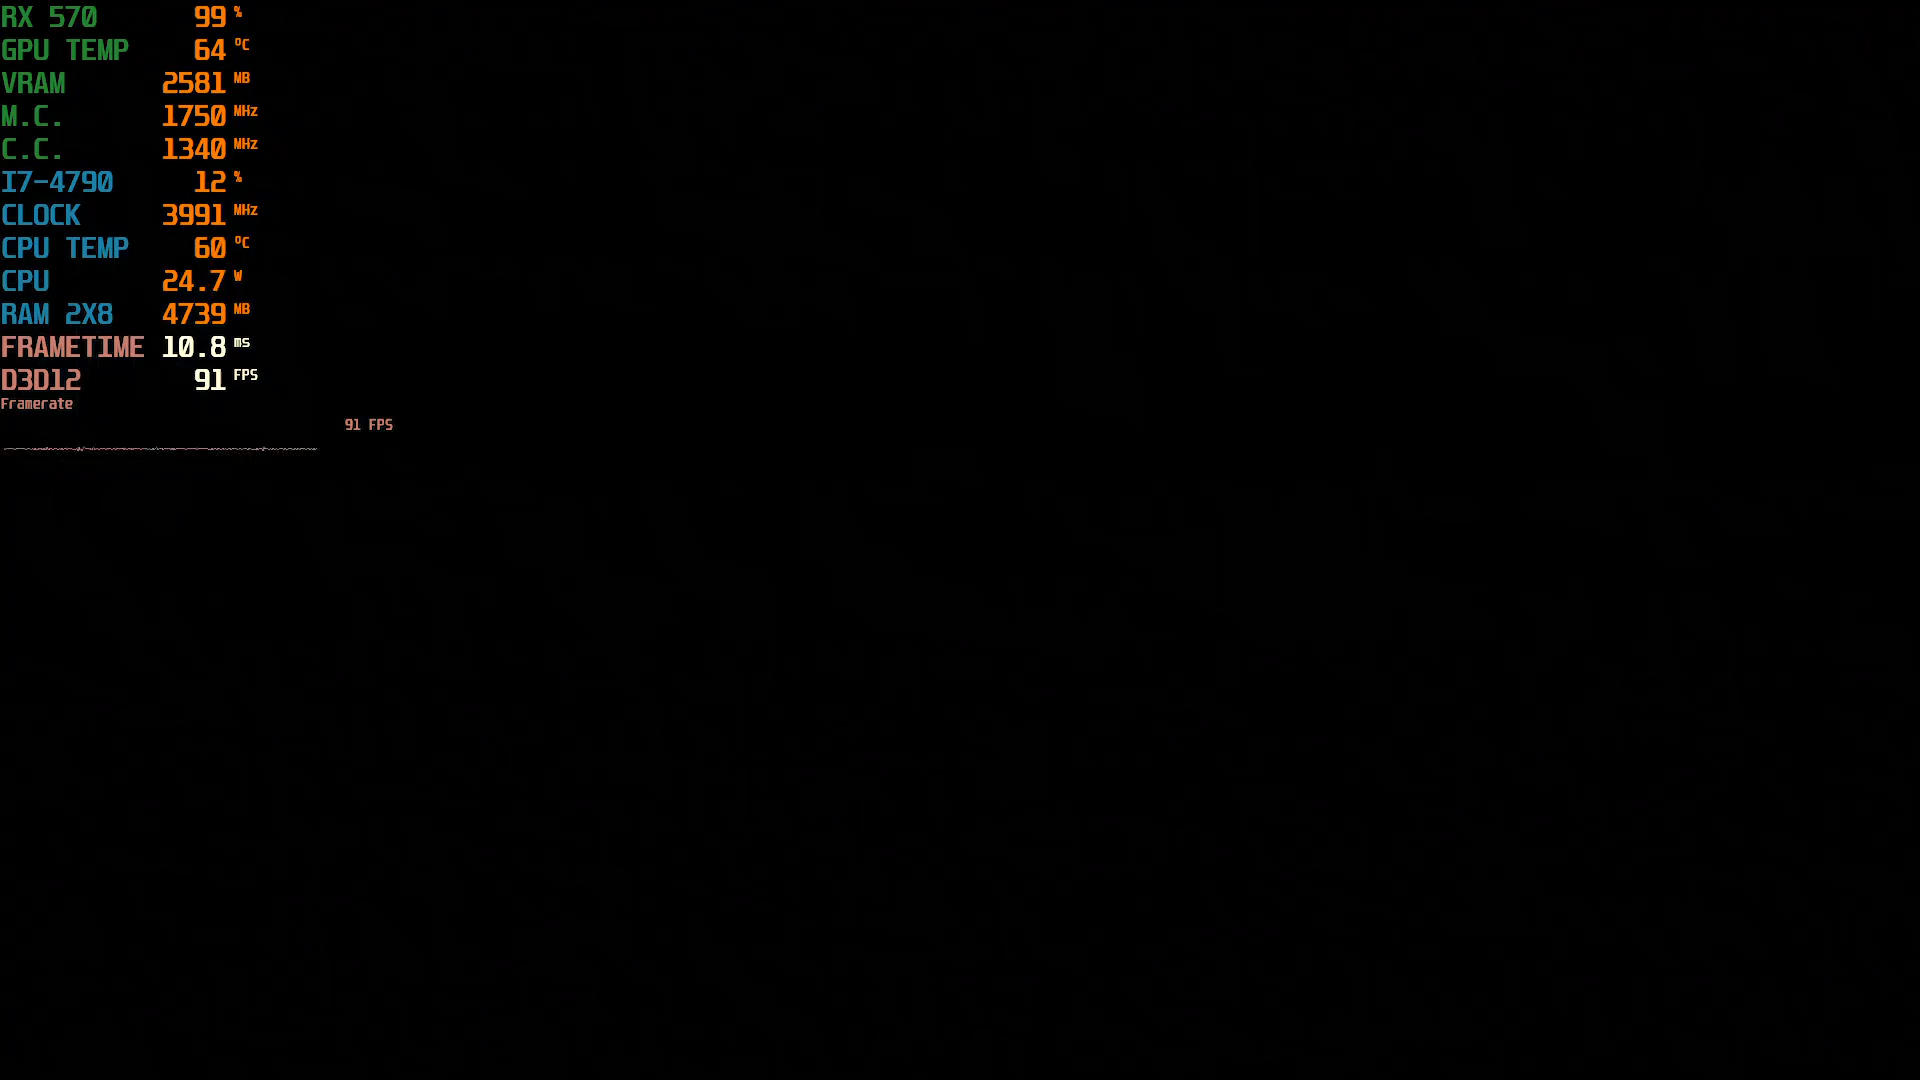 RX 570 99 %
GPU TEMP 64 °C
VRAM 2581 MB
M.C. 1750 MHz
C.C. 1340 MHz
I7-4790 12 %
CLOCK 3991 MHz
CPU TEMP 60 °C
CPU 24.7 W
RAM 2X8 4739 MB
FRAMETIME 10.8 ms
D3D12 91 FPS
Framerate
91 FPS